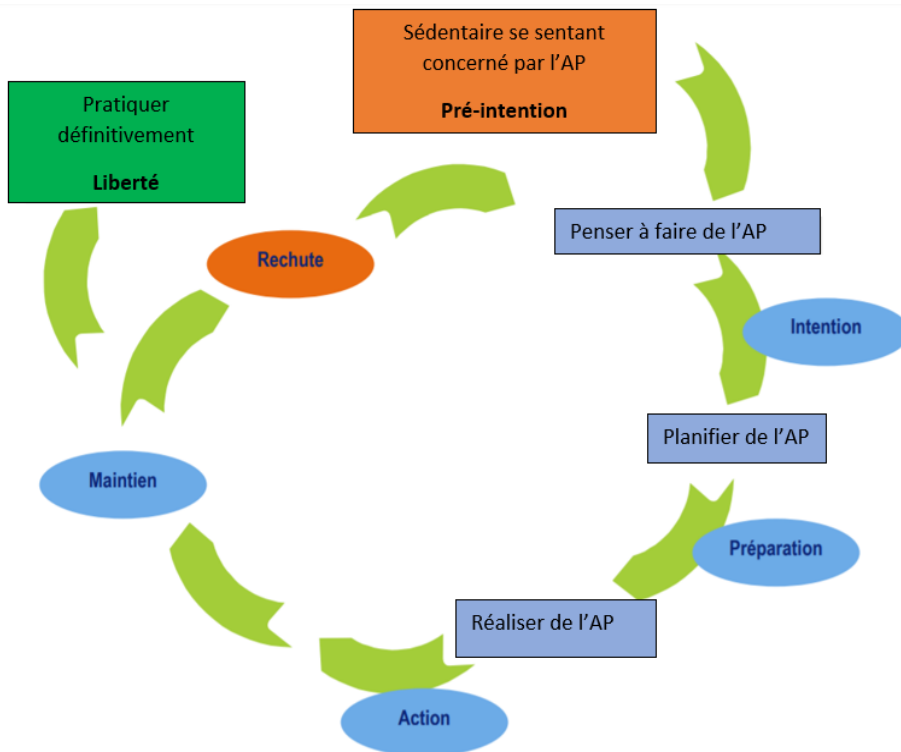 Sédentaire se sentant
concerné par l'AP
Pré-intention
Pratiquer
définitivement
Liberté
Rechute
Penser à faire de l'AP
Intention
Planifier de l'AP
Maintien
Préparation
Réaliser de l'AP
Action